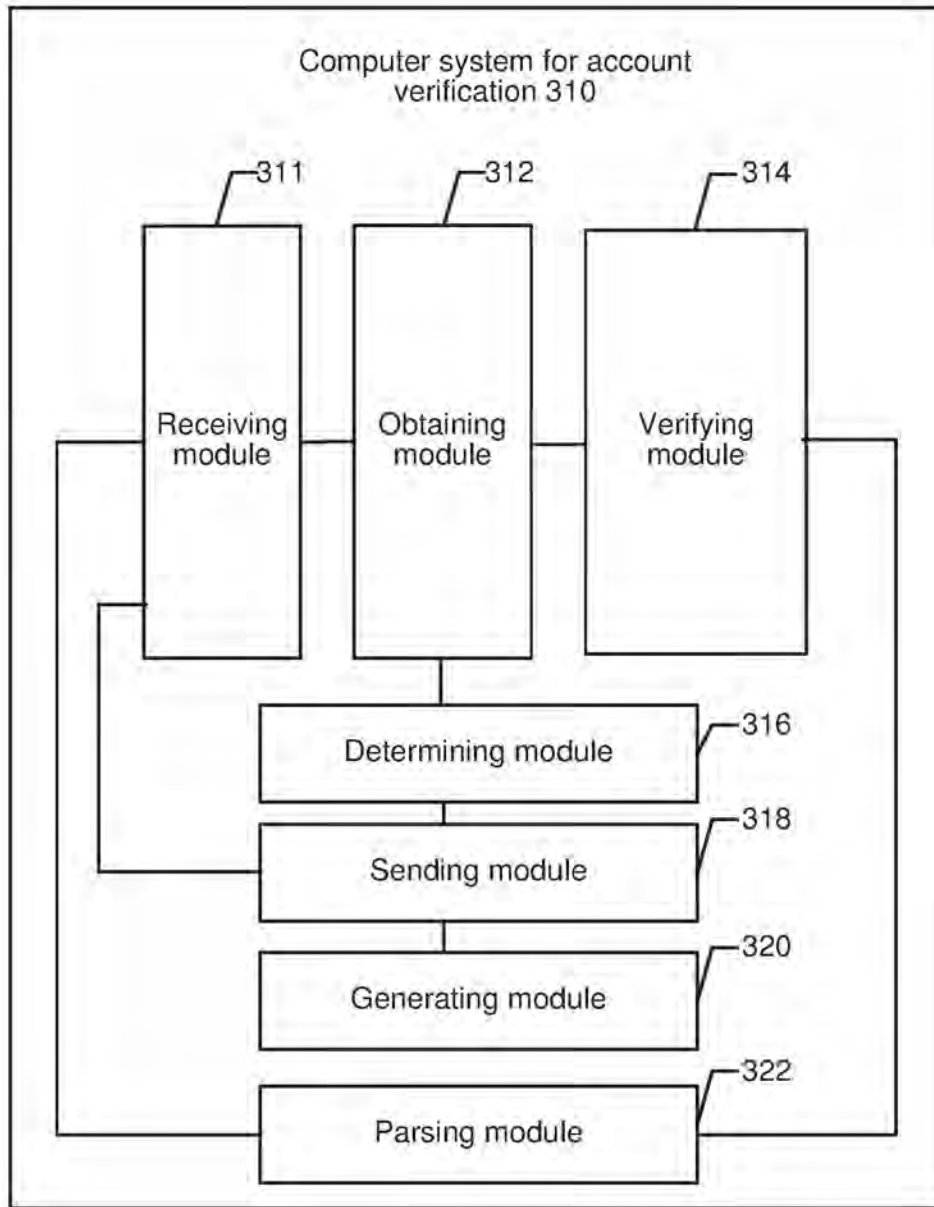 Computer system for account
verification 310
311
312
314
Receiving
module
Obtaining
module
Verifying
module
Determining module
316
Sending module
318
Generating module
320
Parsing module
322